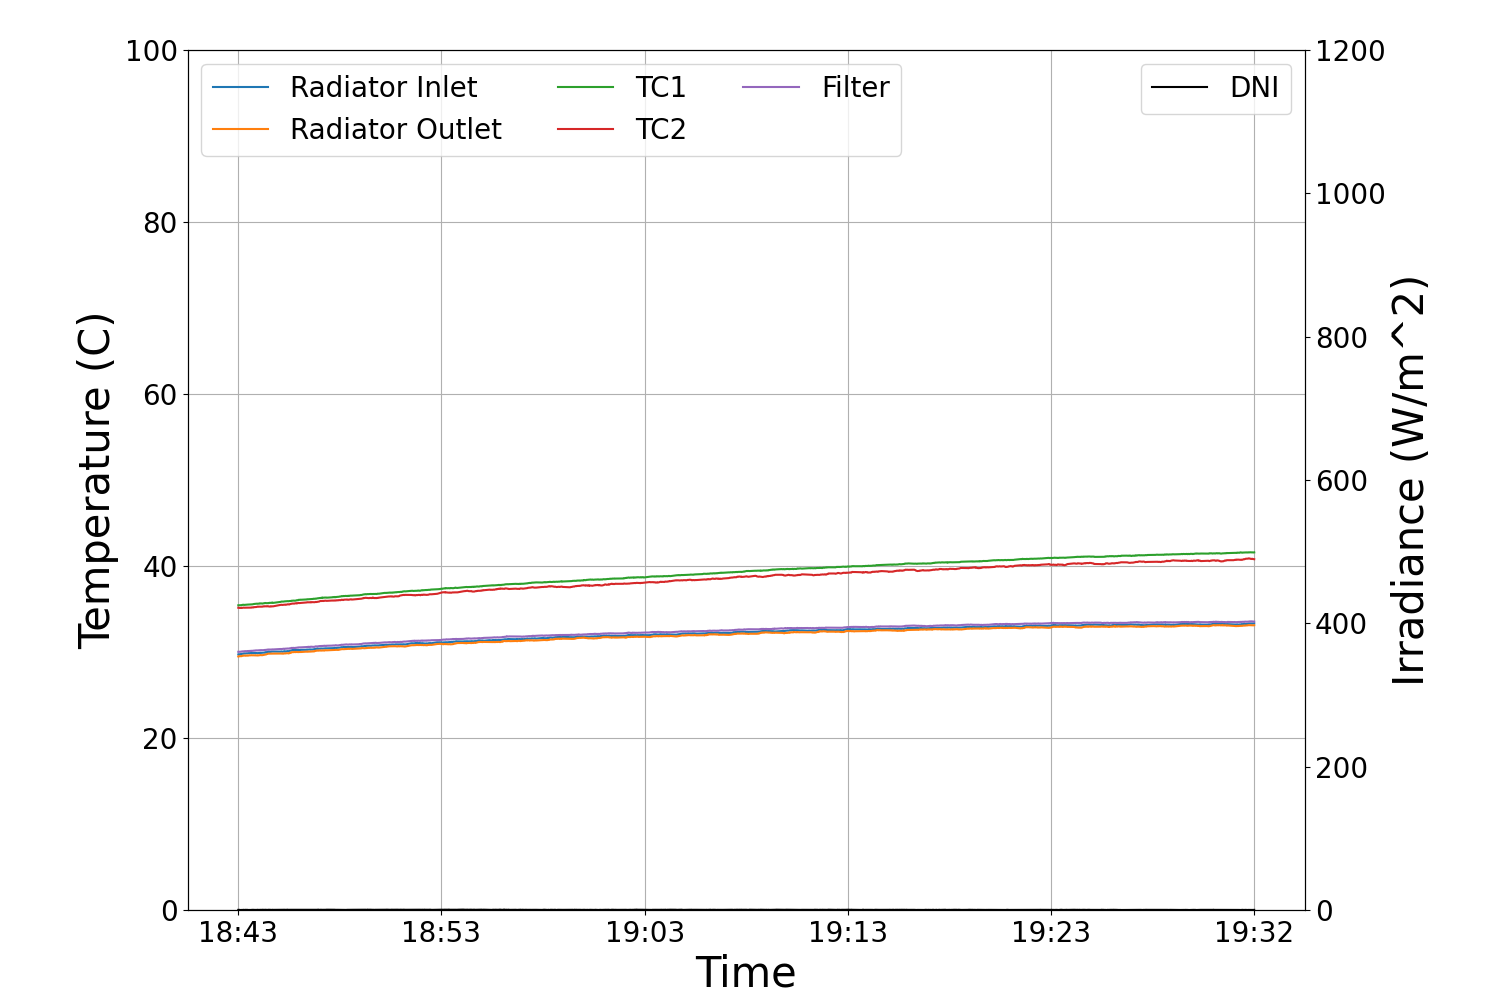 100
80
60
40
20
0
Temperature (C)
Radiator Inlet
Radiator Outlet
TC1
TC2
Filter
DNI
1200
1000
800
600
400
200
0
Irradiance (W/m^2)
18:43 18:53 19:03 19:13 19:23 19:32
Time